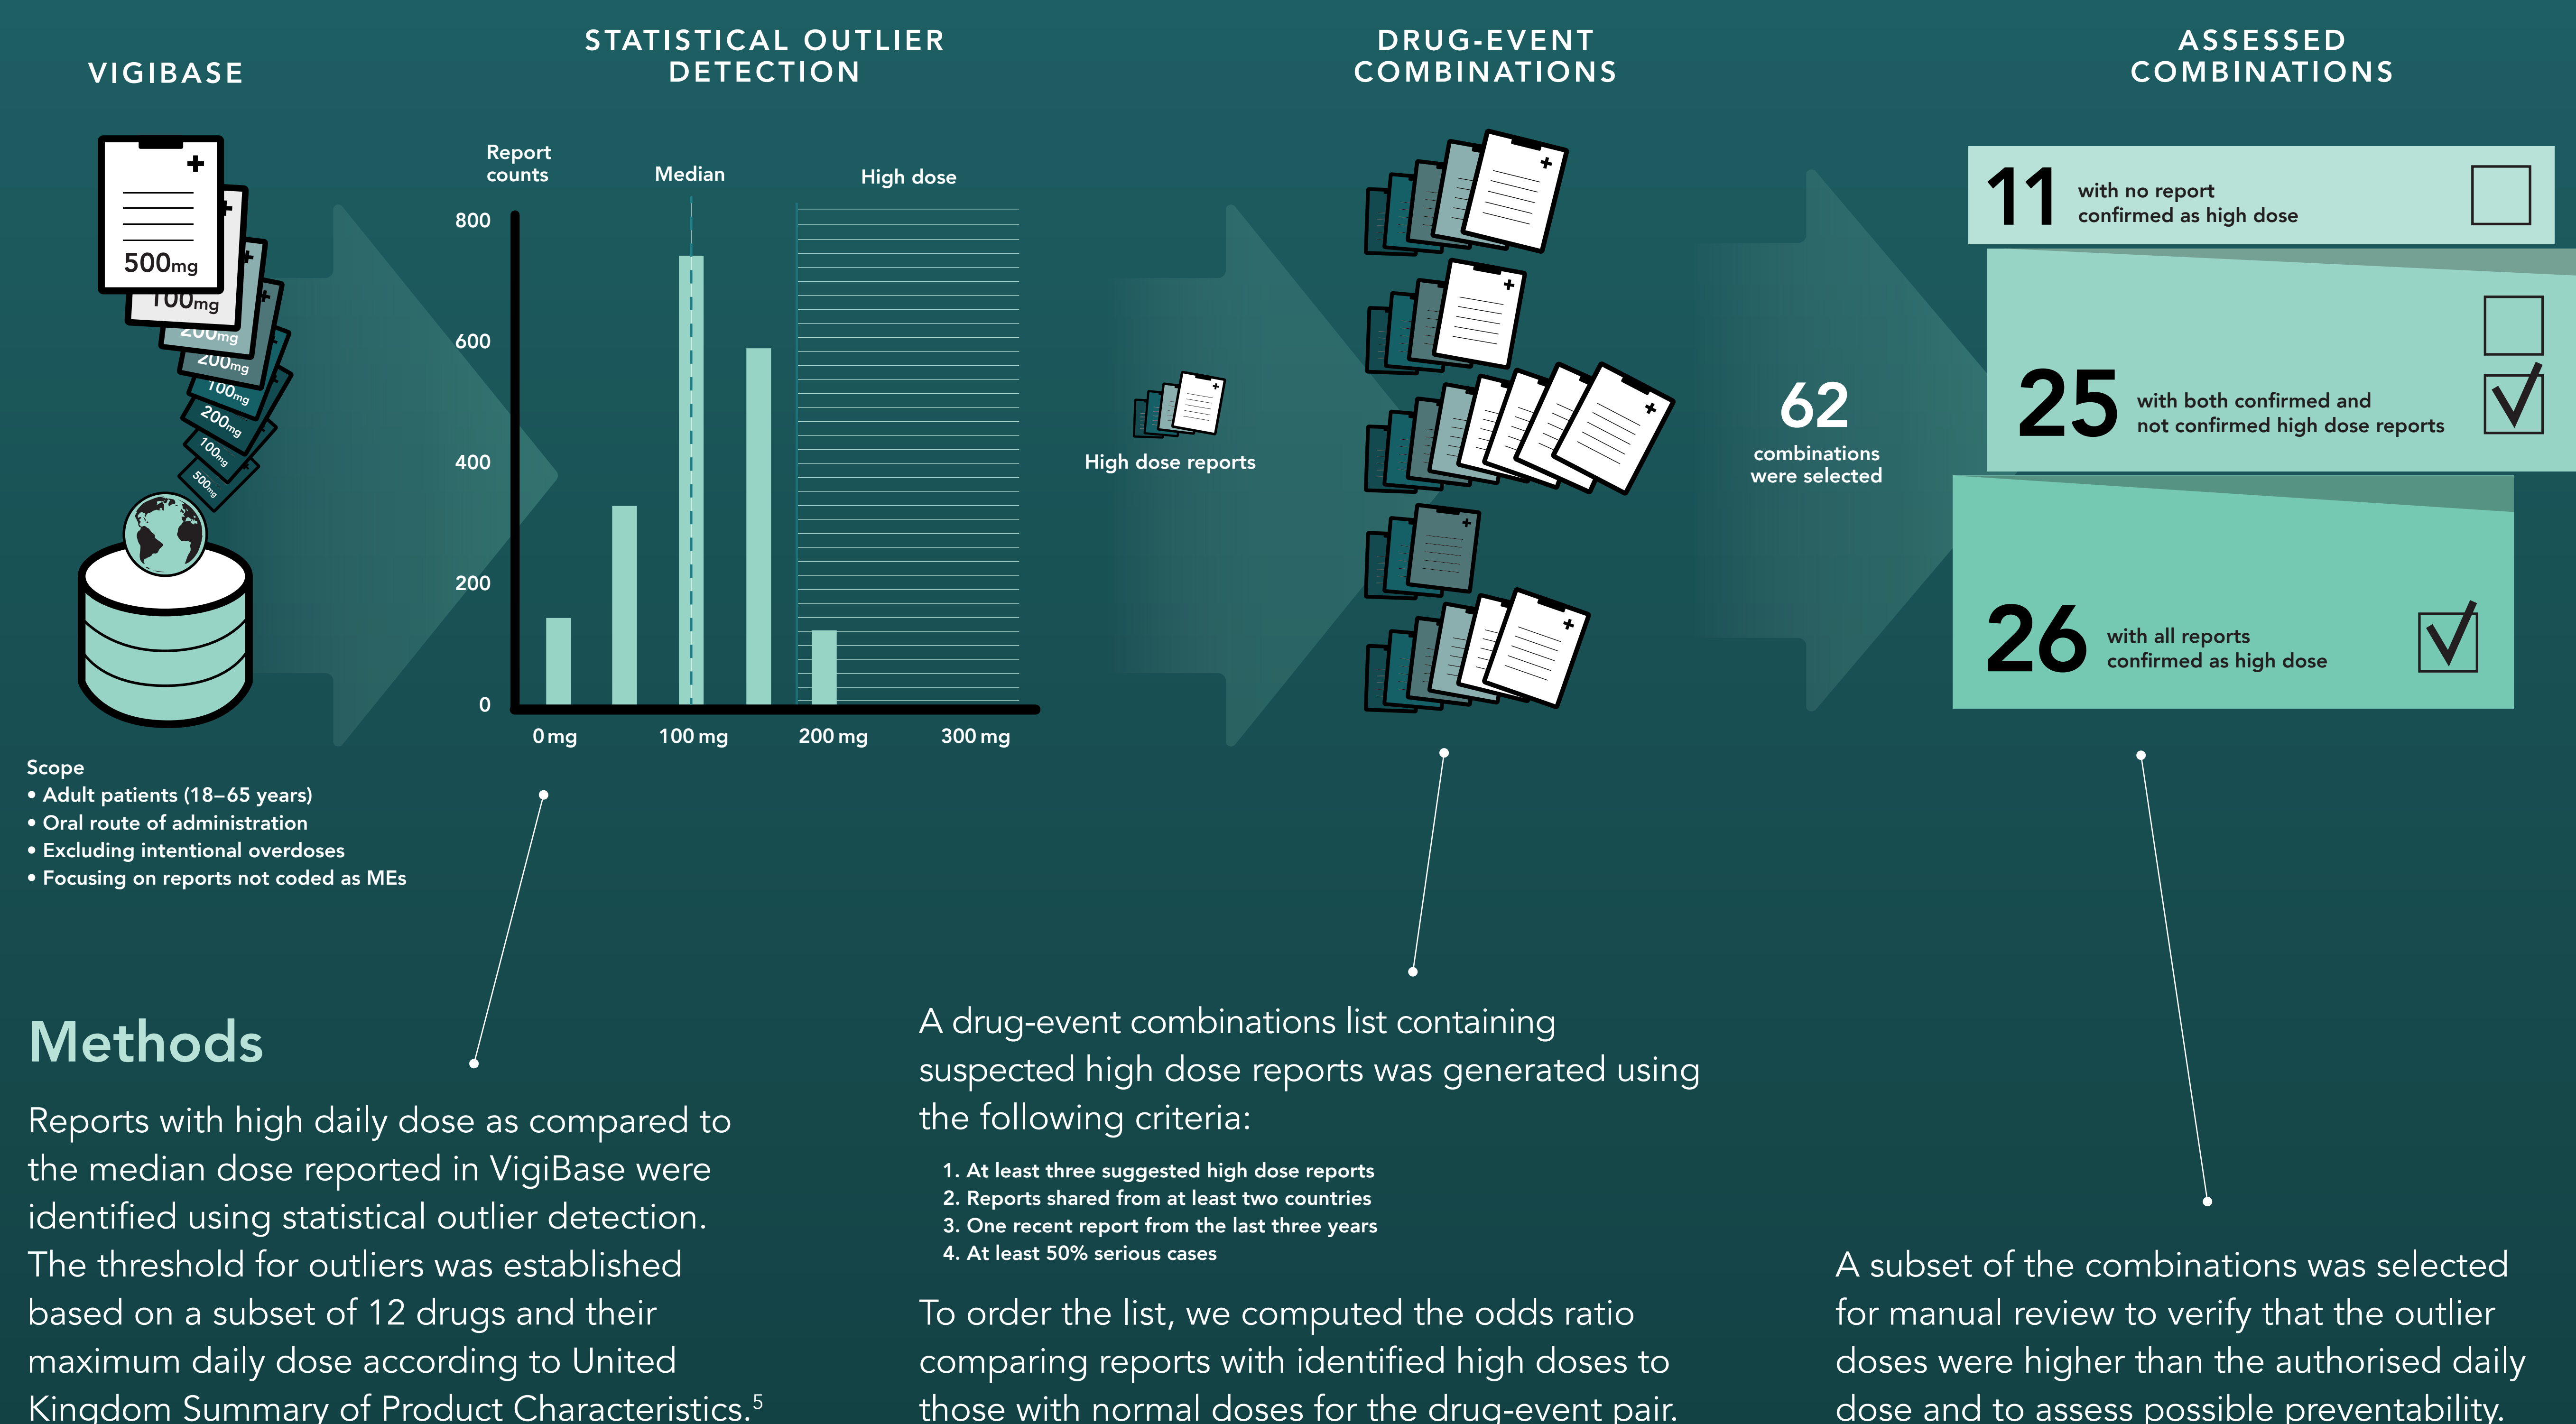 VIGIBASE
500mg
100mg
200mg
200mg
100mg
200mg
100mg
500mg
Scope
• Adult patients (18–65 years)
• Oral route of administration
• Excluding intentional overdoses
• Focusing on reports not coded as MEs
STATISTICAL OUTLIER
DETECTION
Report
counts
Median
High dose
800
600
400
200
0
0 mg
100 mg
200 mg
300 mg
High dose reports
DRUG-EVENT
COMBINATIONS
62
combinations
were selected
ASSESSED
COMBINATIONS
11
with no report
confirmed as high dose
25
with both confirmed and
not confirmed high dose reports
26
with all reports
confirmed as high dose
Methods
Reports with high daily dose as compared to
the median dose reported in VigiBase were
identified using statistical outlier detection.
The threshold for outliers was established
based on a subset of 12 drugs and their
maximum daily dose according to United
Kingdom Summary of Product Characteristics.5
A drug-event combinations list containing
suspected high dose reports was generated using
the following criteria:
1. At least three suggested high dose reports
2. Reports shared from at least two countries
3. One recent report from the last three years
4. At least 50% serious cases
To order the list, we computed the odds ratio
comparing reports with identified high doses to
those with normal doses for the drug-event pair.
A subset of the combinations was selected
for manual review to verify that the outlier
doses were higher than the authorised daily
dose and to assess possible preventability.